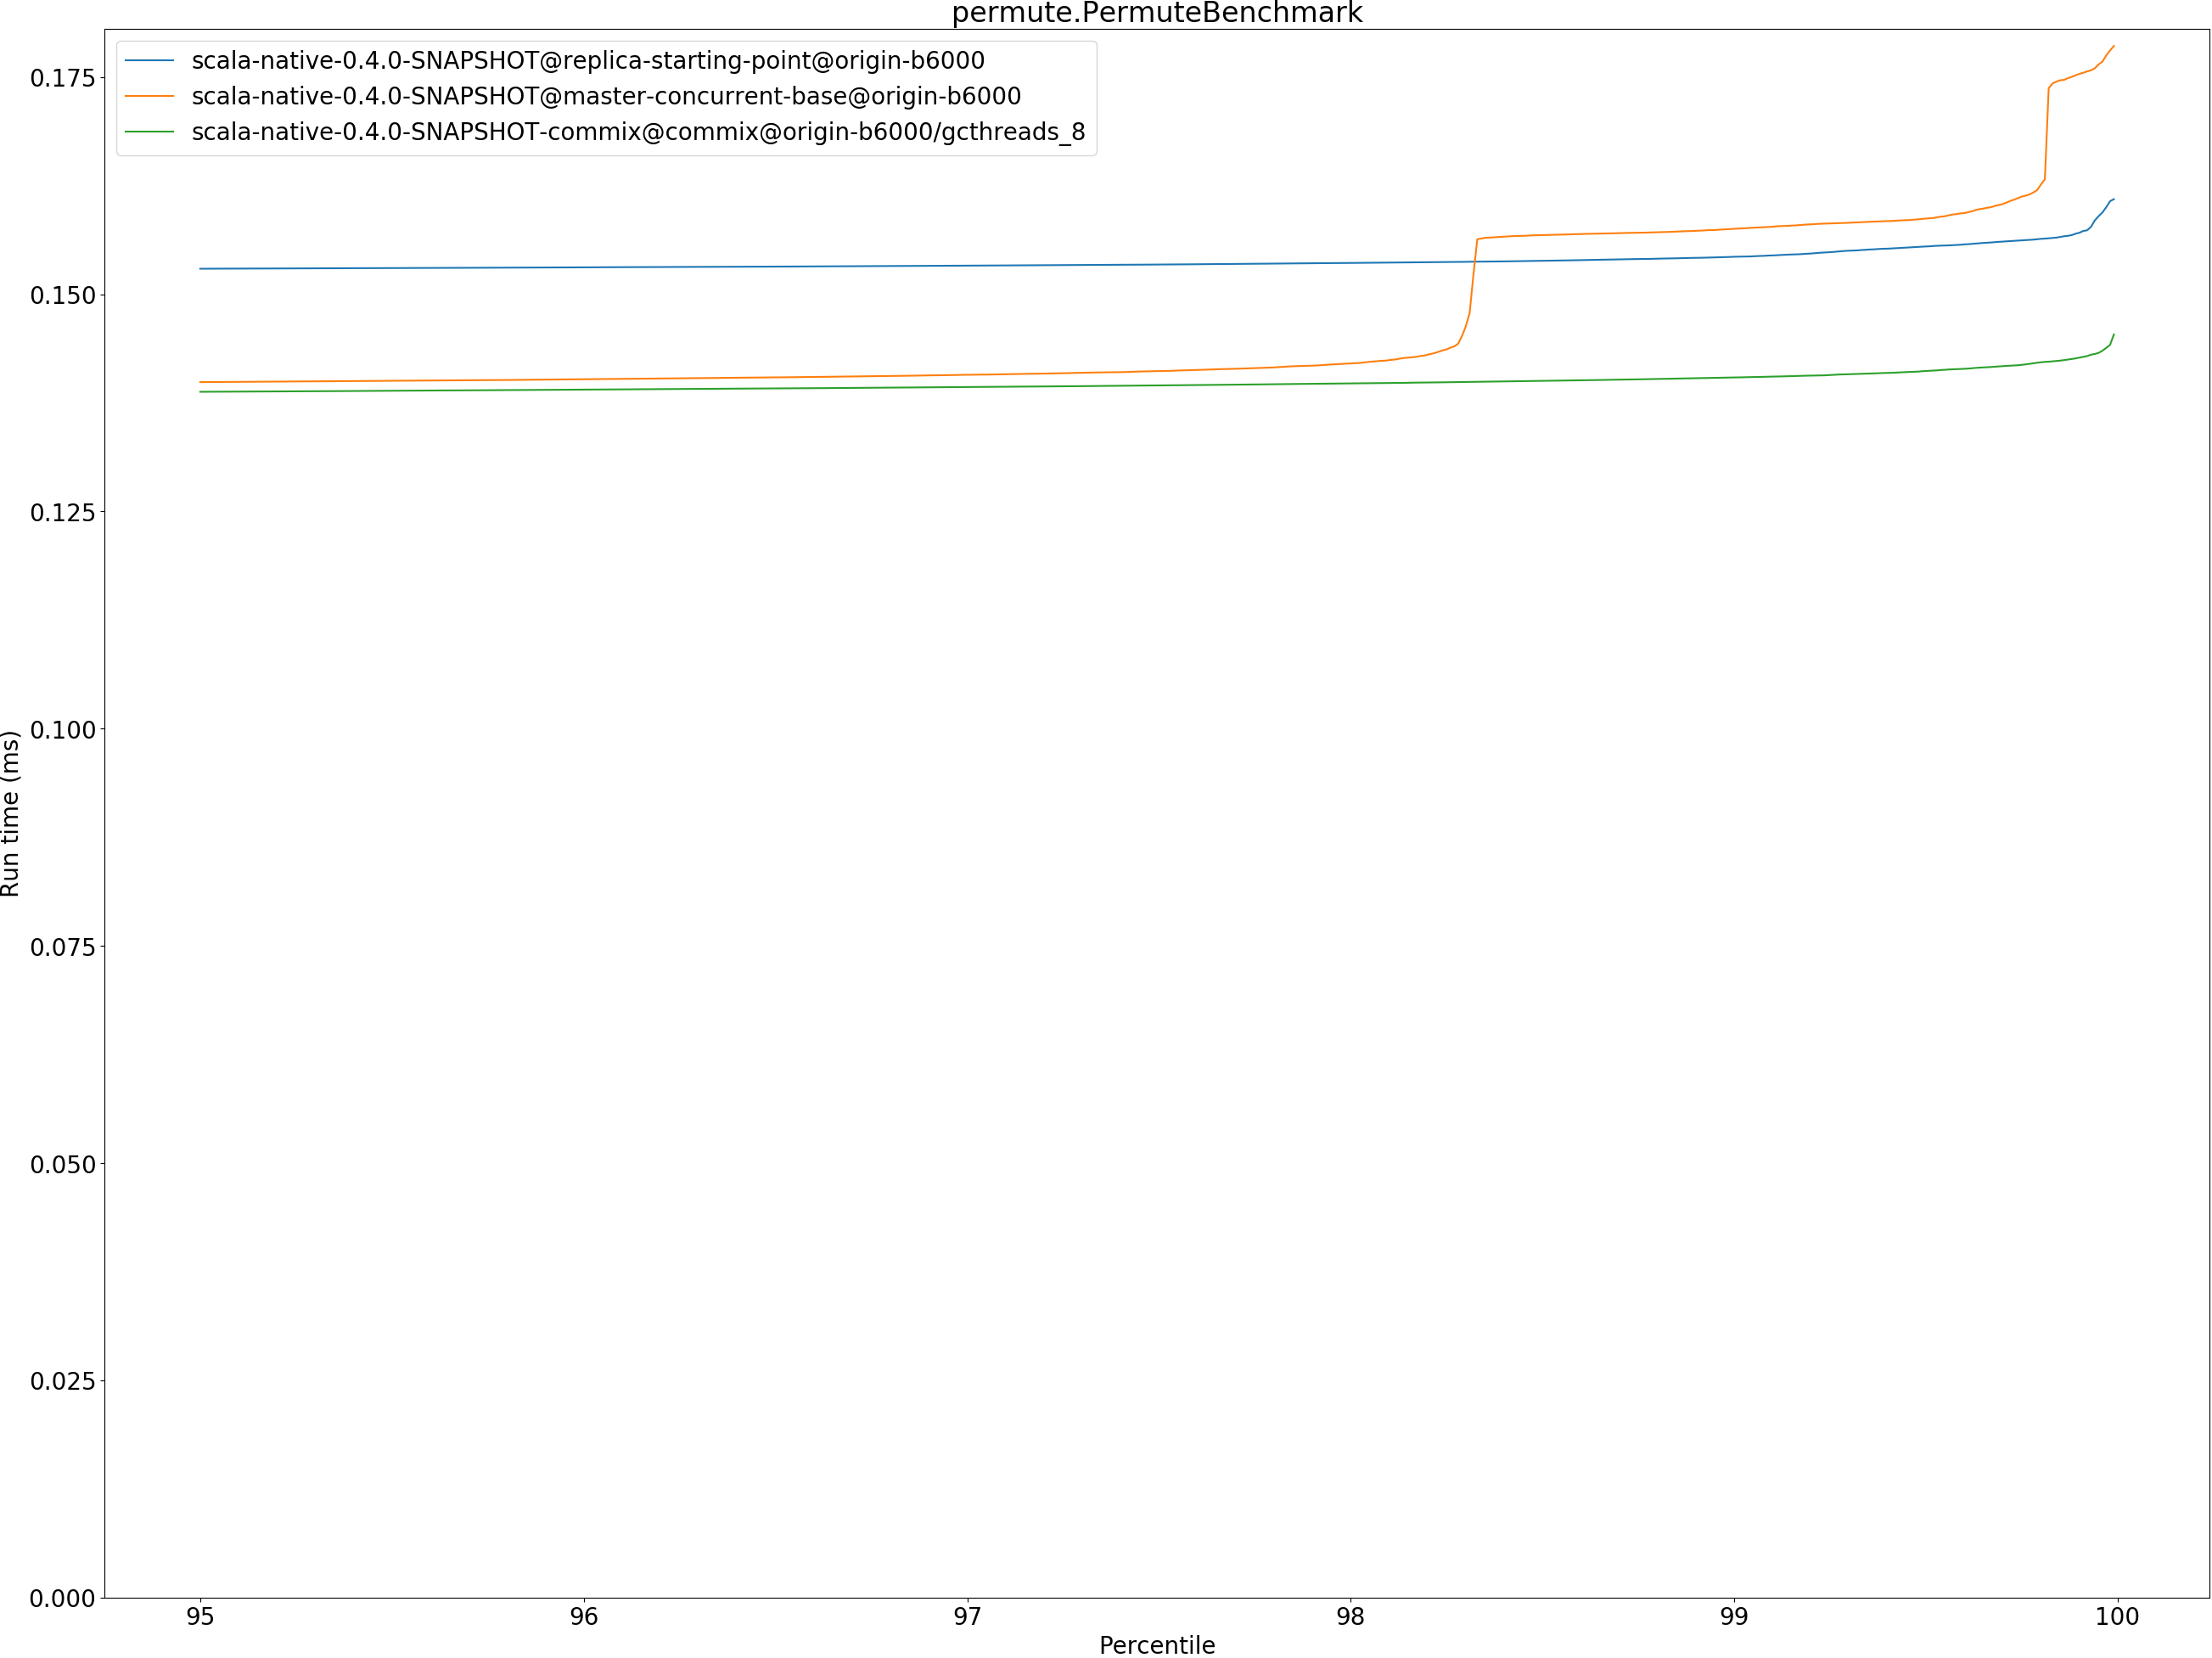 permute.PermuteBenchmark
scala-native-0.4.0-SNAPSHOT@replica-starting-point@origin-b6000
scala-native-0.4.0-SNAPSHOT@master-concurrent-base@origin-b6000
scala-native-0.4.0-SNAPSHOT-commix@commix@origin-b6000/gcthreads_8
0.175
0.150
0.125
0.100
0.075
0.050
0.025
0.000
Run time (ms)
95 96 97 98 99 100
Percentile